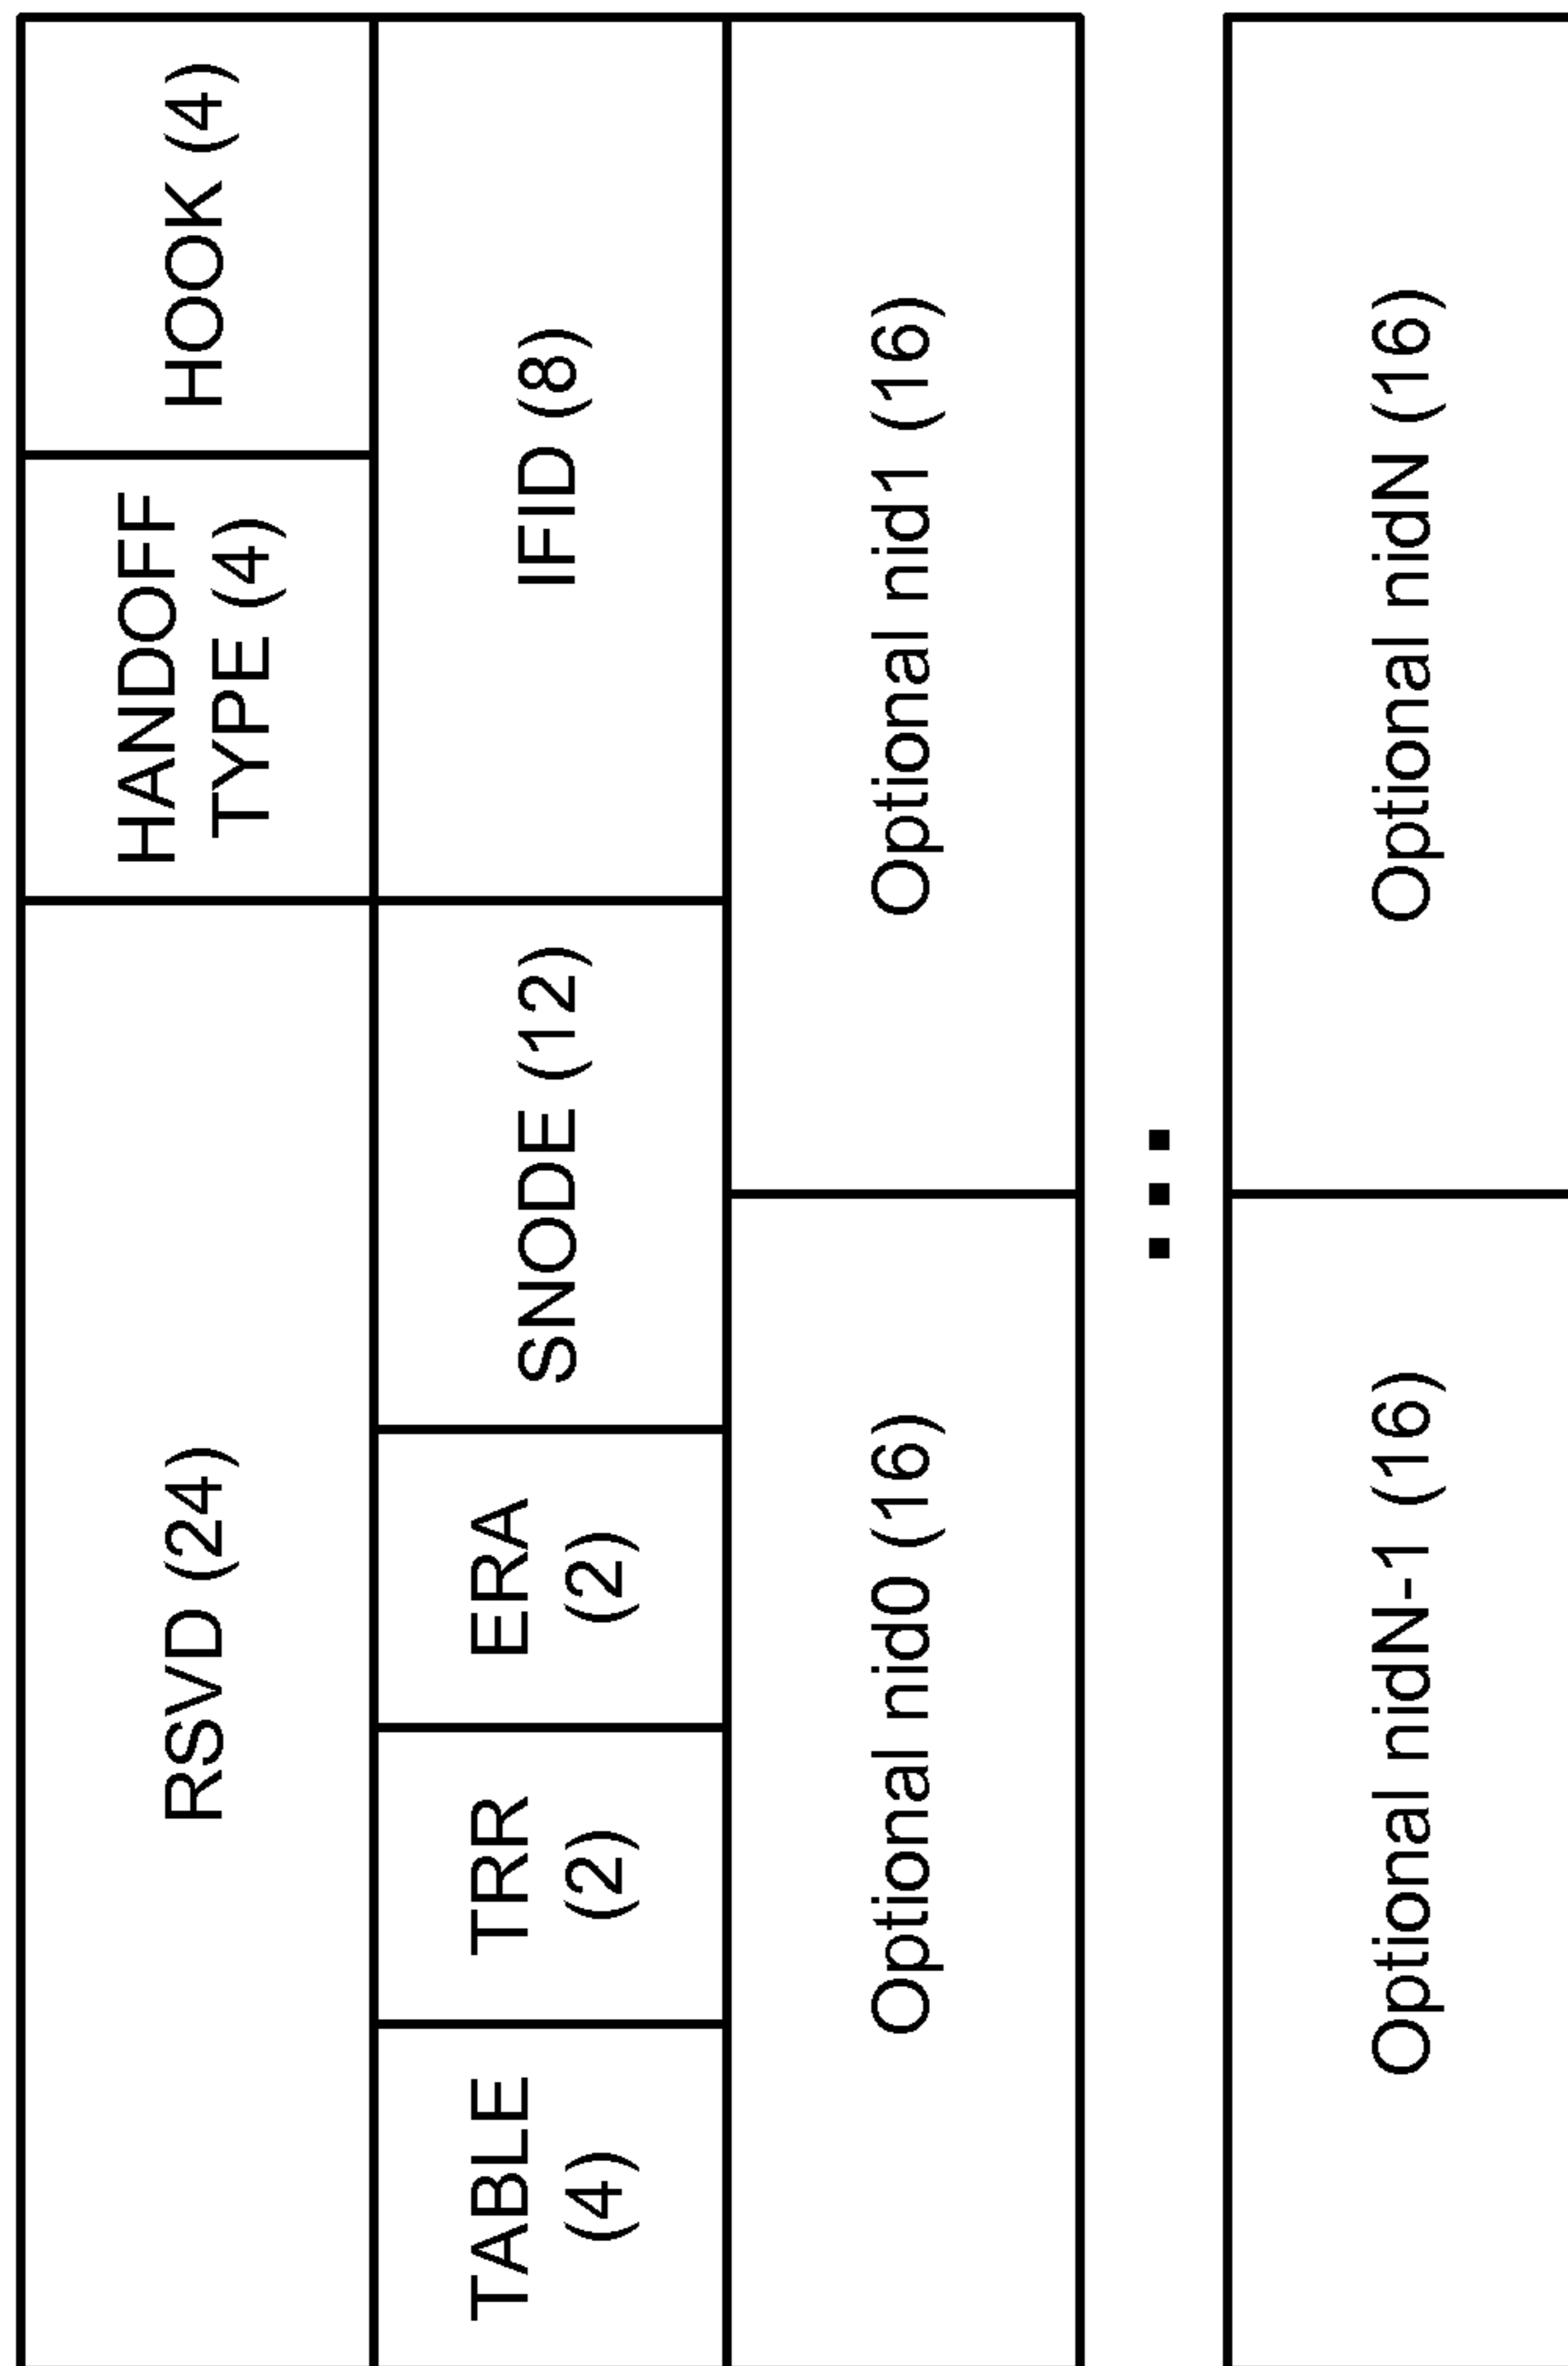 RSVD (24)
HANDOFF
TYPE (4)
HOOK (4)
TABLE
(4)
TRR
(2)
ERA
(2)
SNODE (12)
IFID (8)
Optional nid0 (16)
Optional nid1 (16)
...
Optional nidN-1 (16)
Optional nidN (16)